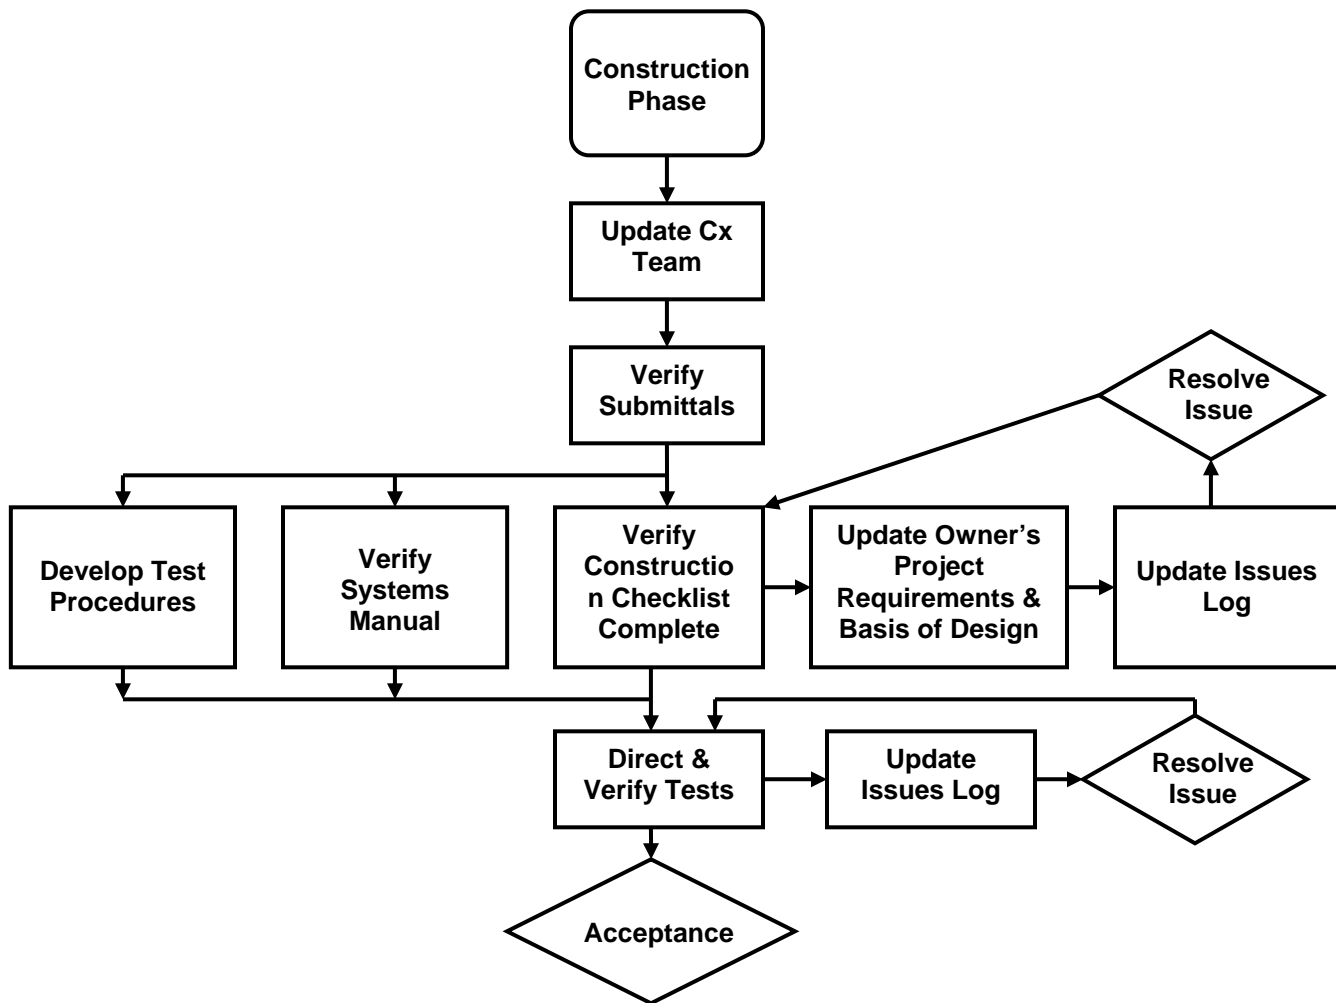 Construction
Phase
Update Cx
Team
Verify
Submittals
Resolve
Issue
Develop Test
Procedures
Verify
Systems
Manual
Verify
Constructio
n Checklist
Complete
Update Owner’s
Project
Requirements &
Basis of Design
Update Issues
Log
Direct &
Verify Tests
Update
Issues Log
Resolve
Issue
Acceptance